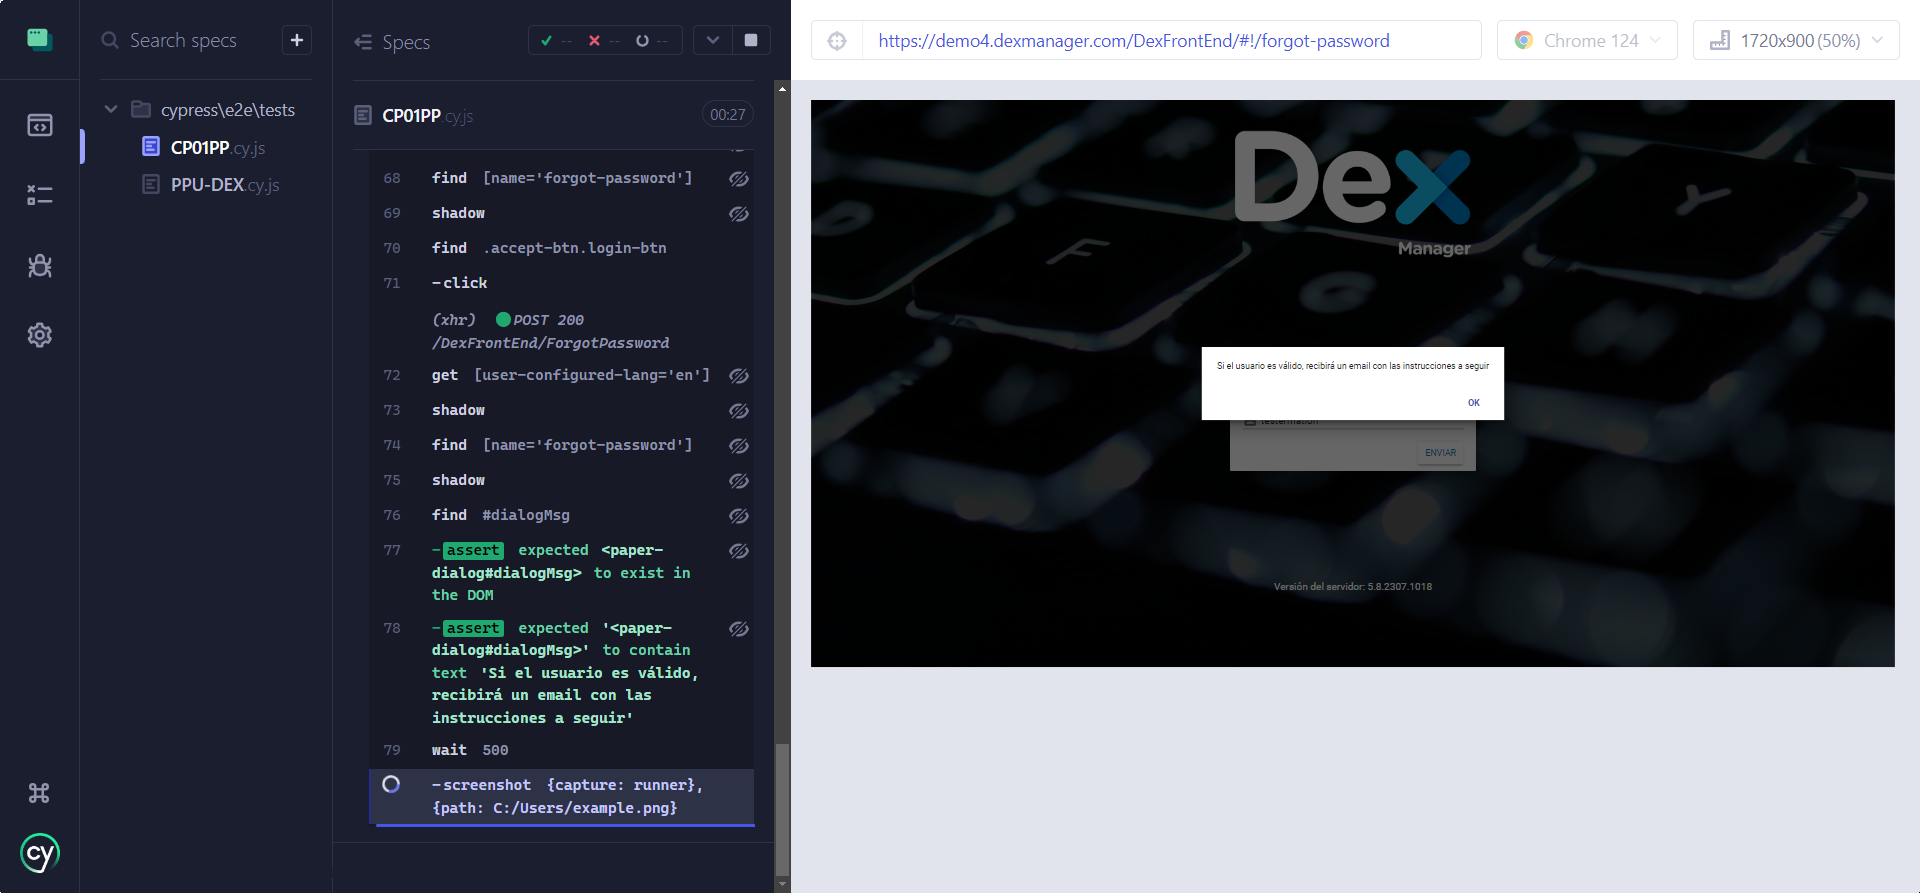 Search specs
+
cypress\e2e\tests
CP01PP.cy.js
PPU-DEX.cy.js
cy
Specs
-- -- --
CP01PP.cy.js
00:27
68 find [name='forgot-password']
69 shadow
70 find .accept-btn.login-btn
71 -click
(xhr) POST 200
/DexFrontEnd/ForgotPassword
72 get [user-configured-lang='en']
73 shadow
74 find [name='forgot-password']
75 shadow
76 find #dialogMsg
77 -assert expected <paper-
dialog#dialogMsg> to exist in
the DOM
78 -assert expected '<paper-
dialog#dialogMsg>' to contain
text 'Si el usuario es válido,
recibirá un email con las
instrucciones a seguir'
79 wait 500
-screenshot {capture: runner},
{path: C:/Users/example.png}
https://demo4.dexmanager.com/DexFrontEnd/#!/forgot-password
Chrome 124
1720x900 (50%)
Dex
Manager
Y
F
Si el usuario es válido, recibirá un email con las instrucciones a seguir
OK
testermation
ENVIAR
Versión del servidor: 5.8.2307.1018